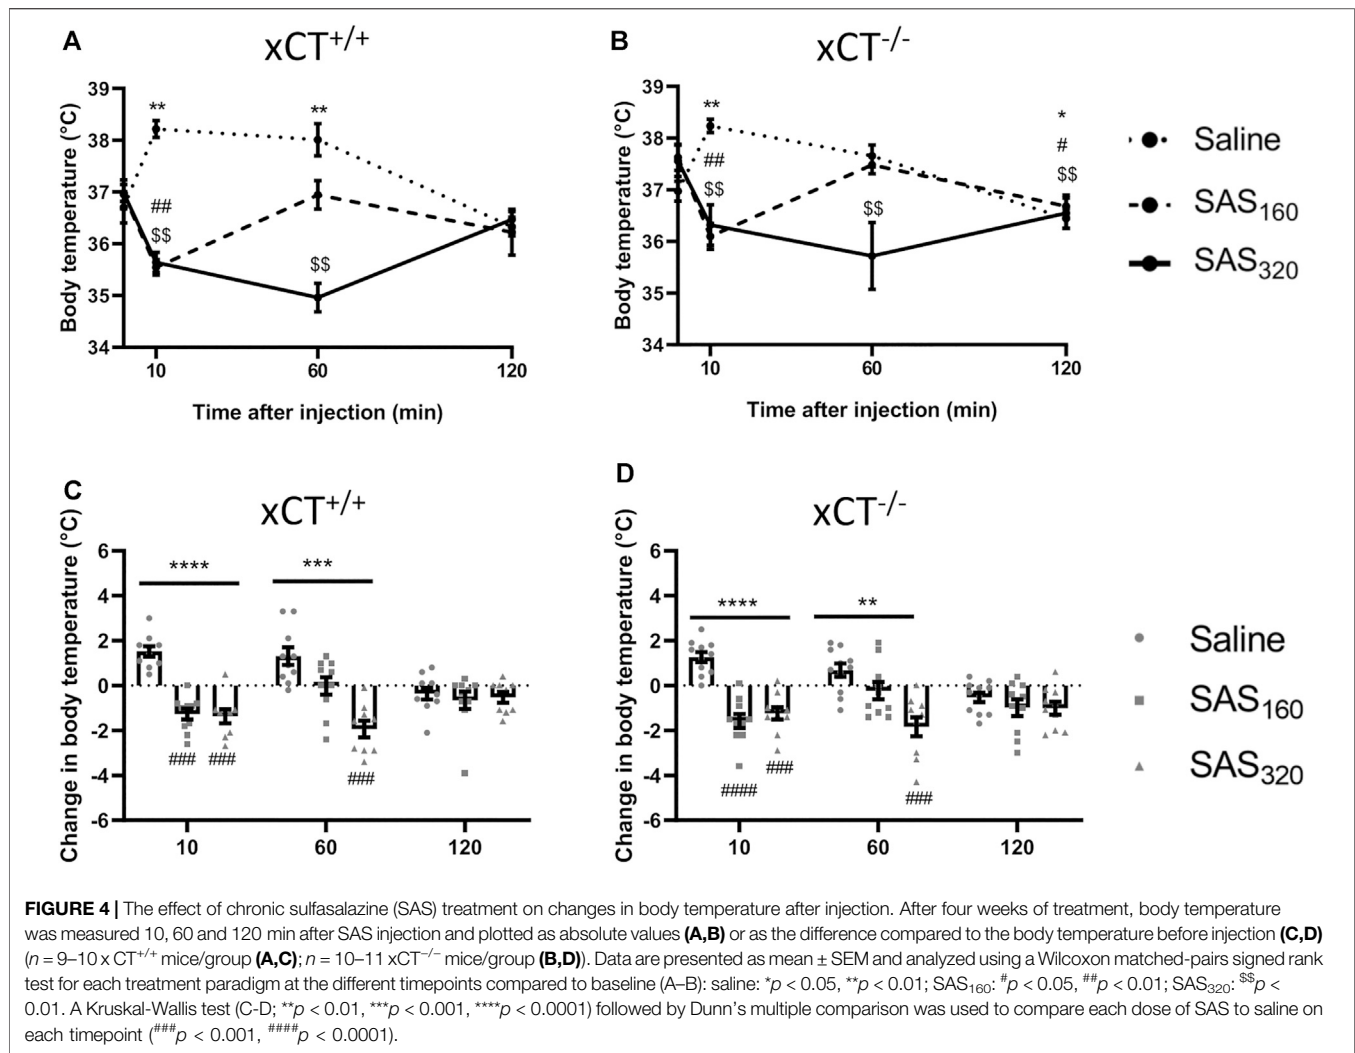 A
xCT+/+
B
xCT-/-
39
38
37
36
35
34
Body temperature (°C)
**
**
##
$$
$$
10
60
120
Time after injection (min)
39
38
37
36
35
34
Body temperature (°C)
**
##
$$
$$
*
#
$$
10
60
120
Time after injection (min)
Saline
SAS160
SAS320
C
xCT+/+
D
xCT-/-
6
4
2
0
-2
-4
-6
Change in body temperature (°C)
****
***
###
###
###
10
60
120
6
4
2
0
-2
-4
-6
Change in body temperature (°C)
****
**
####
###
###
10
60
120
Saline
SAS160
SAS320
FIGURE 4 | The effect of chronic sulfasalazine (SAS) treatment on changes in body temperature after injection. After four weeks of treatment, body temperature
was measured 10, 60 and 120 min after SAS injection and plotted as absolute values (A,B) or as the difference compared to the body temperature before injection (C,D)
(n = 9–10 x CT+/+ mice/group (A,C); n = 10–11 xCT−/− mice/group (B,D)). Data are presented as mean ± SEM and analyzed using a Wilcoxon matched-pairs signed rank
test for each treatment paradigm at the different timepoints compared to baseline (A–B): saline: *p < 0.05, **p < 0.01; SAS160: #p < 0.05, ##p < 0.01; SAS320: $$p <
0.01. A Kruskal-Wallis test (C-D; **p < 0.01, ***p < 0.001, ****p < 0.0001) followed by Dunn's multiple comparison was used to compare each dose of SAS to saline on
each timepoint (###p < 0.001, ####p < 0.0001).